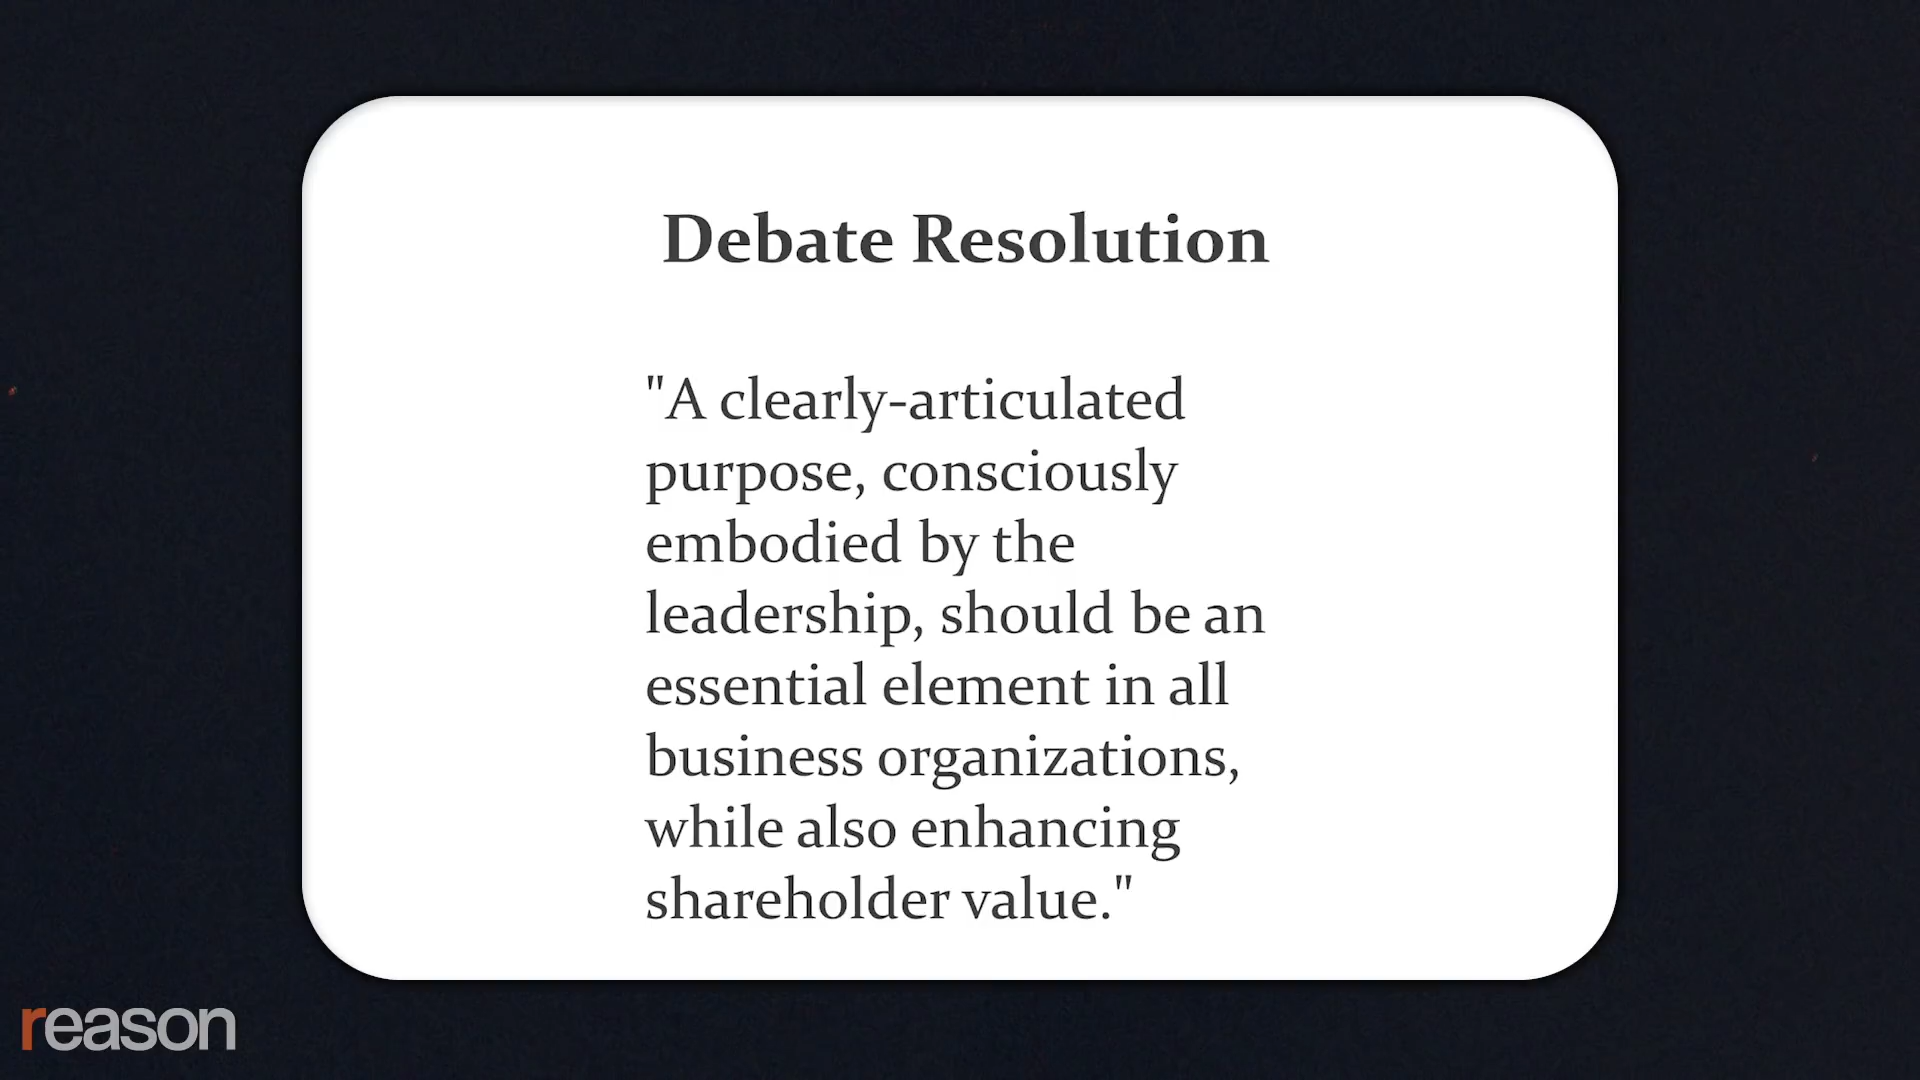 Debate Resolution
"A clearly-articulated
purpose, consciously
embodied by the
leadership, should be an
essential element in all
business organizations,
while also enhancing
shareholder value."
reason